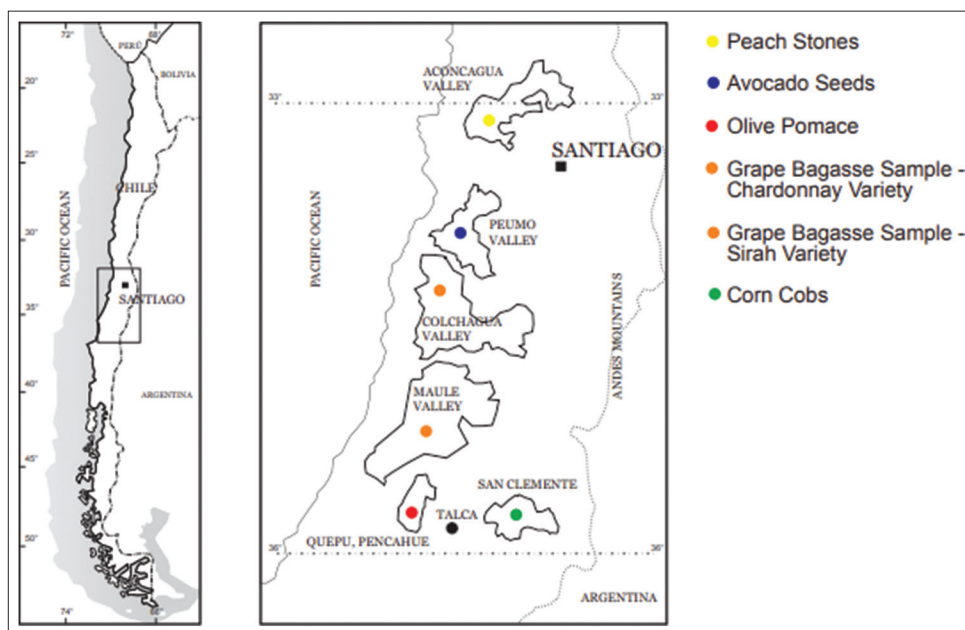 72°
68°
PERÚ
BOLIVIA
20°
25°
CHILE
30°
PACIFIC OCEAN
SANTIAGO
35°
ARGENTINA
40°
45°
50°
74°
ACONCAGUA
VALLEY
33°
33°
SANTIAGO
PEUMO
VALLEY
PACIFIC OCEAN
COLCHAGUA
VALLEY
ANDES MOUNTAINS
MAULE
VALLEY
SAN CLEMENTE
TALCA
QUEPU, PENCAHUE
36°
36°
ARGENTINA
Peach Stones
Avocado Seeds
Olive Pomace
Grape Bagasse Sample -
Chardonnay Variety
Grape Bagasse Sample -
Sirah Variety
Corn Cobs